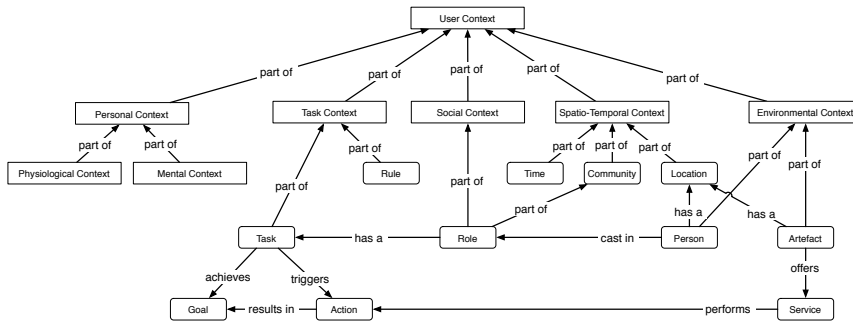 User Context
part of
part of
part of
part of
part of
Personal Context
Task Context
Social Context
Spatio-Temporal Context
Environmental Context
part of
part of
part of
part of
part of
part of
Physiological Context
Mental Context
Rule
Time
Community
Location
part of
part of
part of
part of
part of
has a
has a
Task
has a
Role
cast in
Person
Artefact
achieves
triggers
offers
Goal
results in
Action
performs
Service